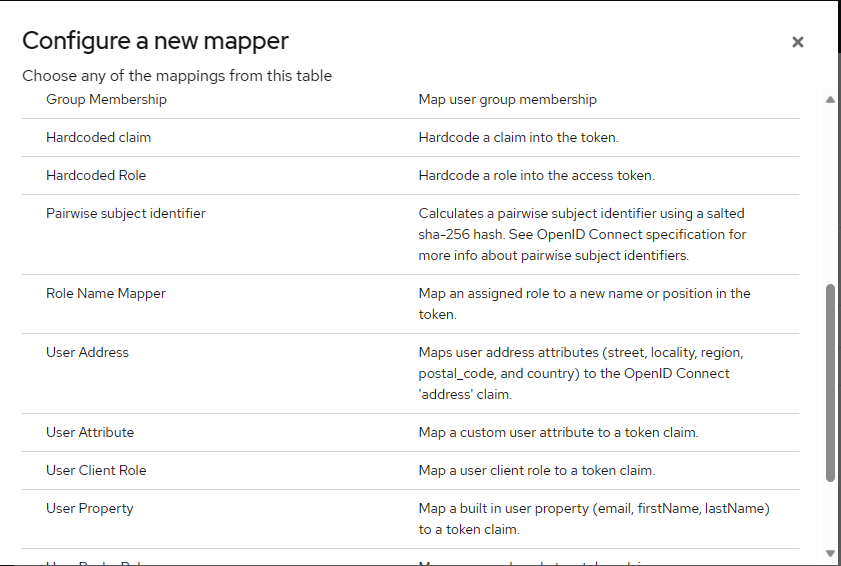 Configure a new mapper
Choose any of the mappings from this table
Group Membership
Map user group membership
Hardcoded claim
Hardcode a claim into the token.
Hardcoded Role
Hardcode a role into the access token.
Pairwise subject identifier
Calculates a pairwise subject identifier using a salted
sha-256 hash. See OpenID Connect specification for
more info about pairwise subject identifiers.
Role Name Mapper
Map an assigned role to a new name or position in the
token.
User Address
Maps user address attributes (street, locality, region,
postal_code, and country) to the OpenID Connect
'address' claim.
User Attribute
Map a custom user attribute to a token claim.
User Client Role
Map a user client role to a token claim.
User Property
Map a built in user property (email, firstName, lastName)
to a token claim.